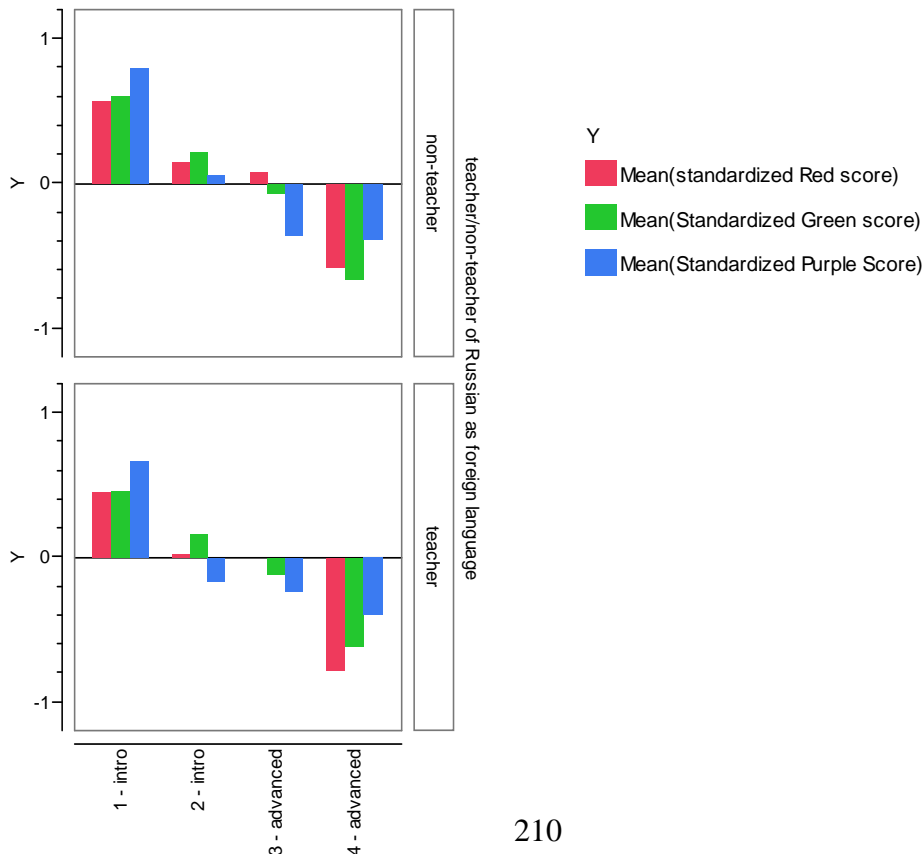 Y
1
0
-1
non-teacher
Y
1
0
-1
teacher
teacher/non-teacher of Russian as foreign language
1 - intro
2 - intro
3 - advanced
4 - advanced
Y
Mean(standardized Red score)
Mean(Standardized Green score)
Mean(Standardized Purple Score)
210